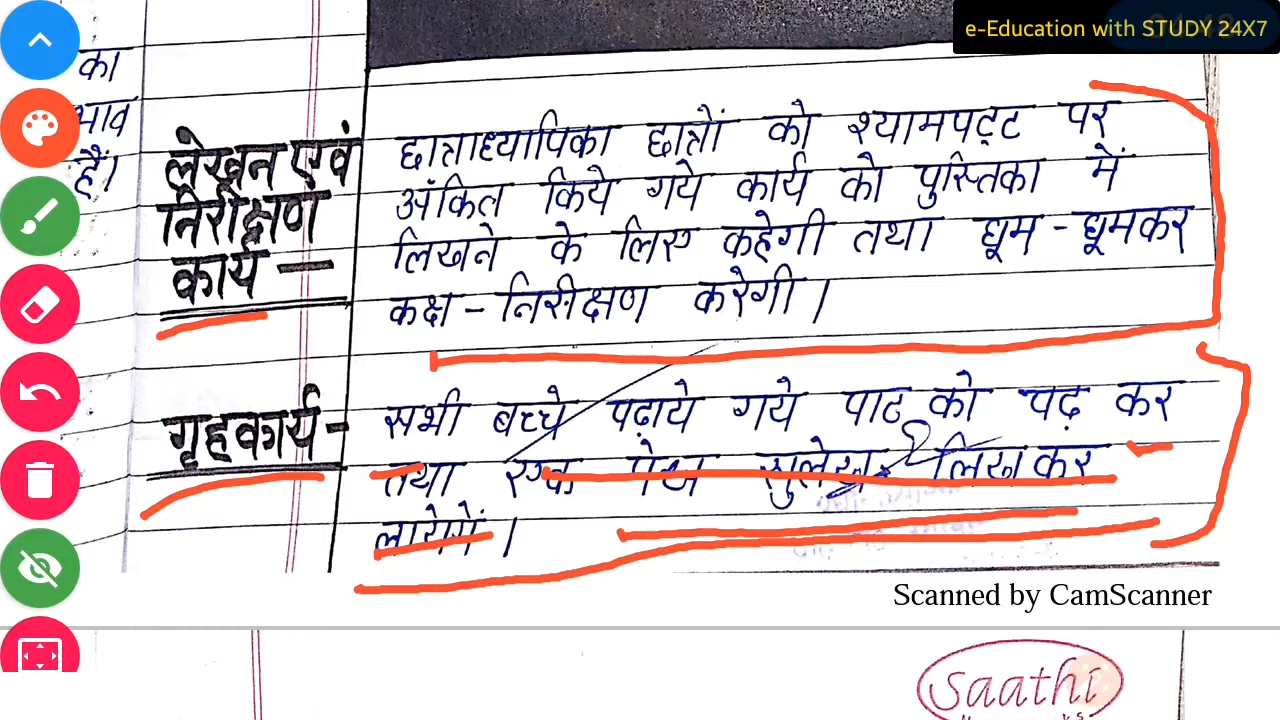 e-Education with STUDY 24X7
का
भाव
है।
लेखन एवं
निरीक्षण
कार्य —
छात्राध्यापिका छात्रों को श्यामपट्ट पर
अंकित किये गये कार्य को पुस्तिका में
लिखने के लिए कहेगी तथा घूम - घूमकर
कक्ष - निरीक्षण करेगी।
गृहकार्य -
सभी बच्चे पढ़ाये गये पाठ को पढ़ कर
तथा एक पेज सुलेख लिखकर
लायेगें।
Scanned by CamScanner
Saathi